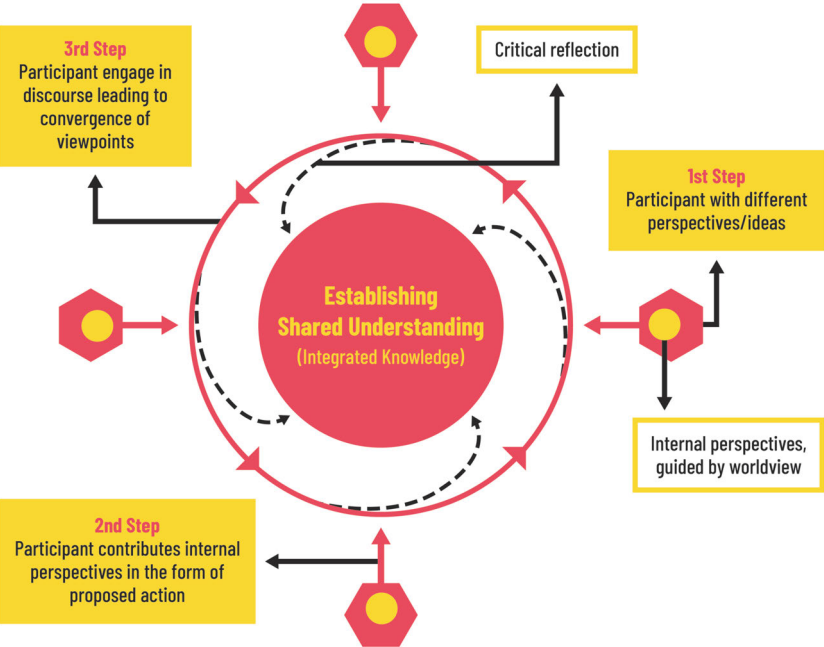 3rd Step
Participant engage in
discourse leading to
convergence of
viewpoints
Critical reflection
1st Step
Participant with different
perspectives/ideas
Establishing
Shared Understanding
(Integrated Knowledge)
Internal perspectives,
guided by worldview
2nd Step
Participant contributes internal
perspectives in the form of
proposed action